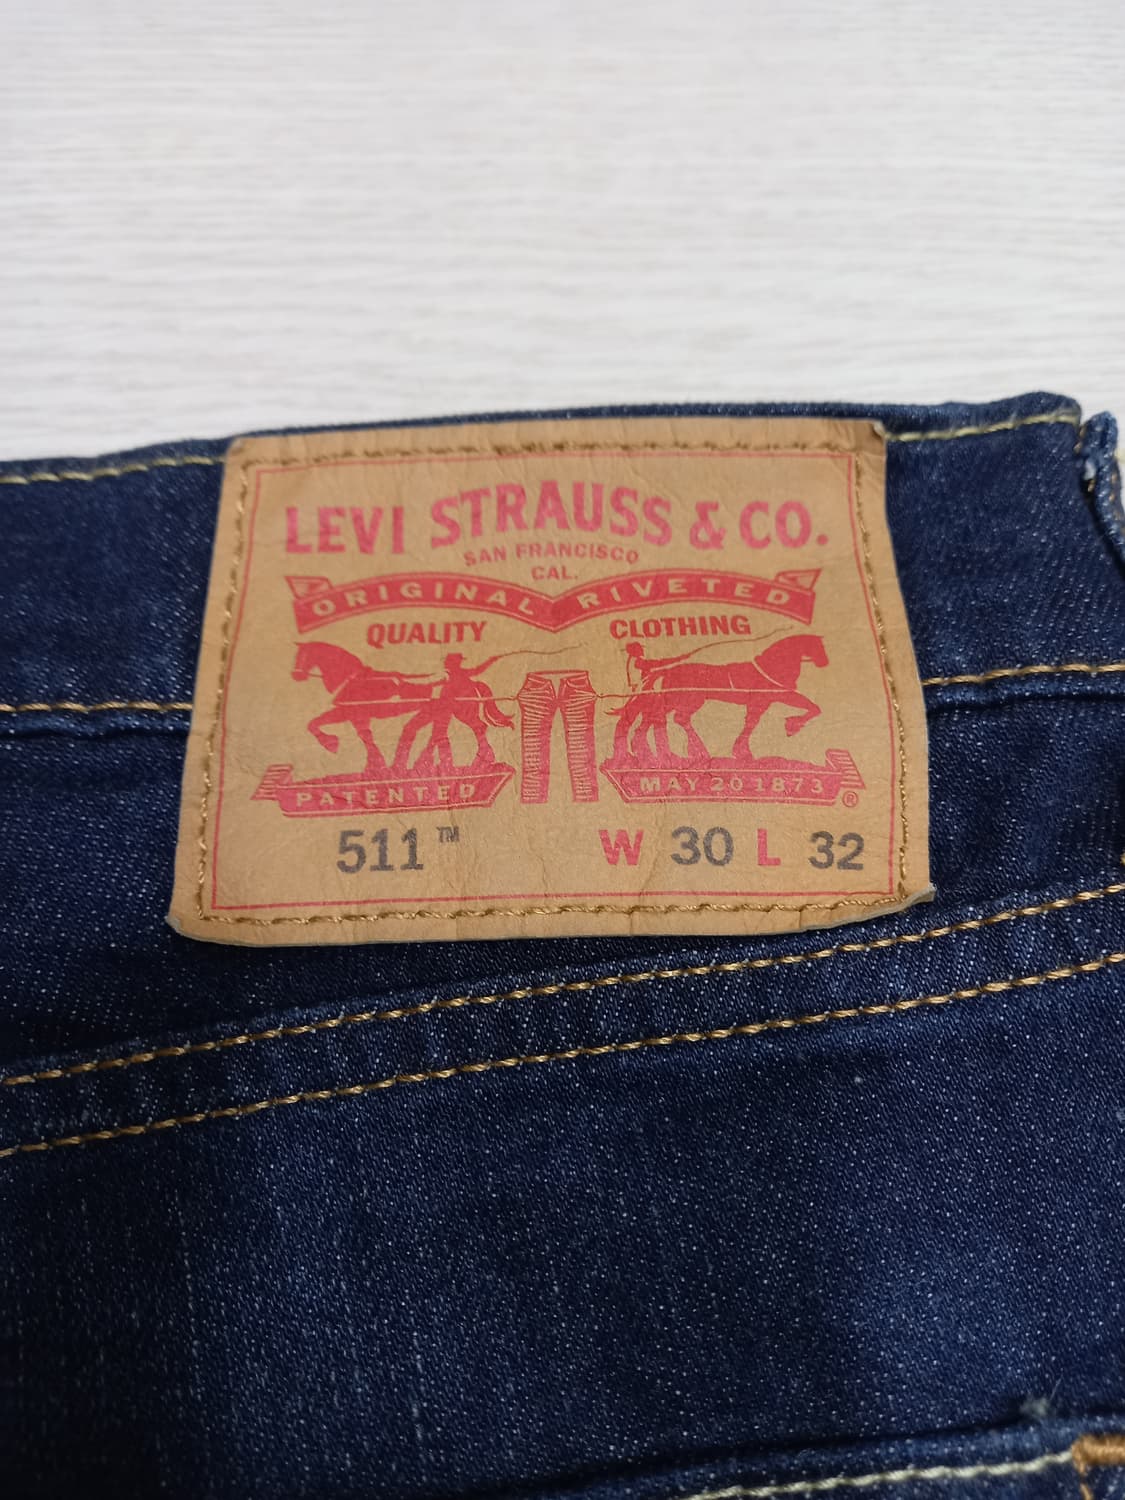 LEVI STRAUSS & CO.
SAN FRANCISCO
CAL.
ORIGINAL RIVETED
QUALITY CLOTHING
PATENTED MAY 20 1873 ®
511™ W 30 L 32